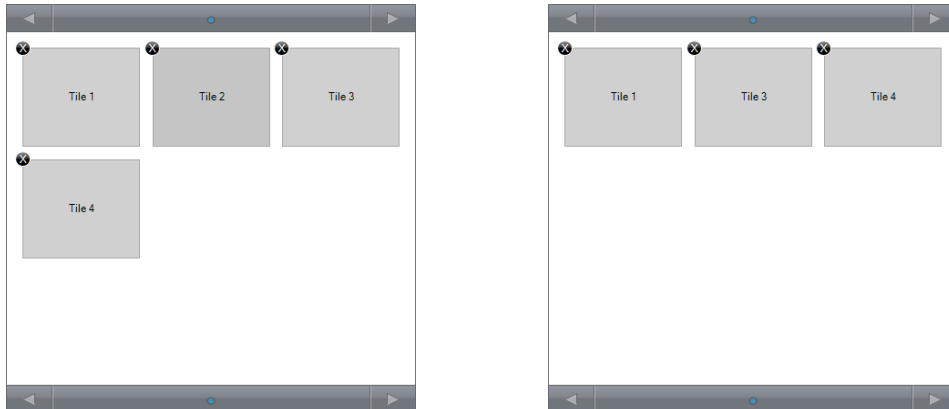 X X X
Tile 1 Tile 2 Tile 3
X
Tile 4
X X X
Tile 1 Tile 3 Tile 4